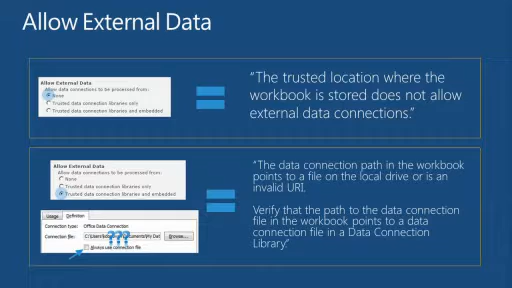 Allow External Data
Allow External Data
Allow data connections to be processed from:
None
Trusted data connection libraries only
Trusted data connection libraries and embedded
"The trusted location where the
workbook is stored does not allow
external data connections."
Allow External Data
Allow data connections to be processed from:
None
Trusted data connection libraries only
Trusted data connection libraries and embedded
Usage Definition
Connection type: Office Data Connection
Connection file: Browse...
???
Always use connection file
"The data connection path in the workbook
points to a file on the local drive or is an
invalid URI.
Verify that the path to the data connection
file in the workbook points to a data
connection file in a Data Connection
Library."